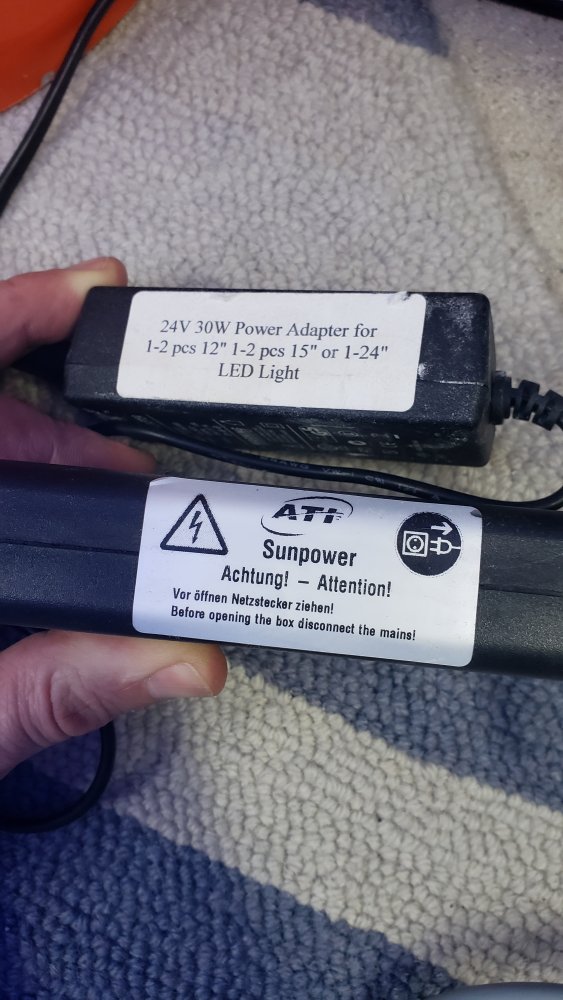 24V 30W Power Adapter for
1-2 pcs 12" 1-2 pcs 15" or 1-24"
LED Light
ATI
Sunpower
Achtung! – Attention!
Vor öffnen Netzstecker ziehen!
Before opening the box disconnect the mains!